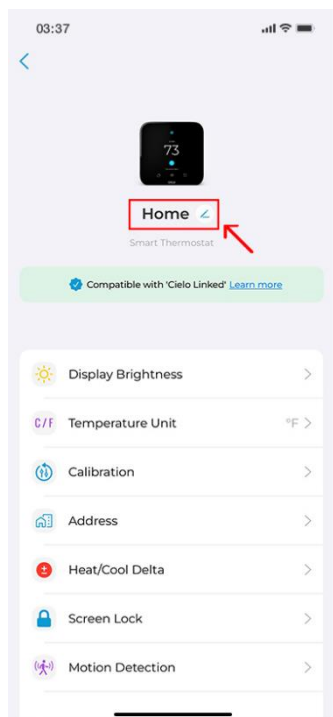 03:37
73
Home
Smart Thermostat
Compatible with 'Cielo Linked' Learn more
Display Brightness
C/F Temperature Unit °F
Calibration
Address
Heat/Cool Delta
Screen Lock
Motion Detection